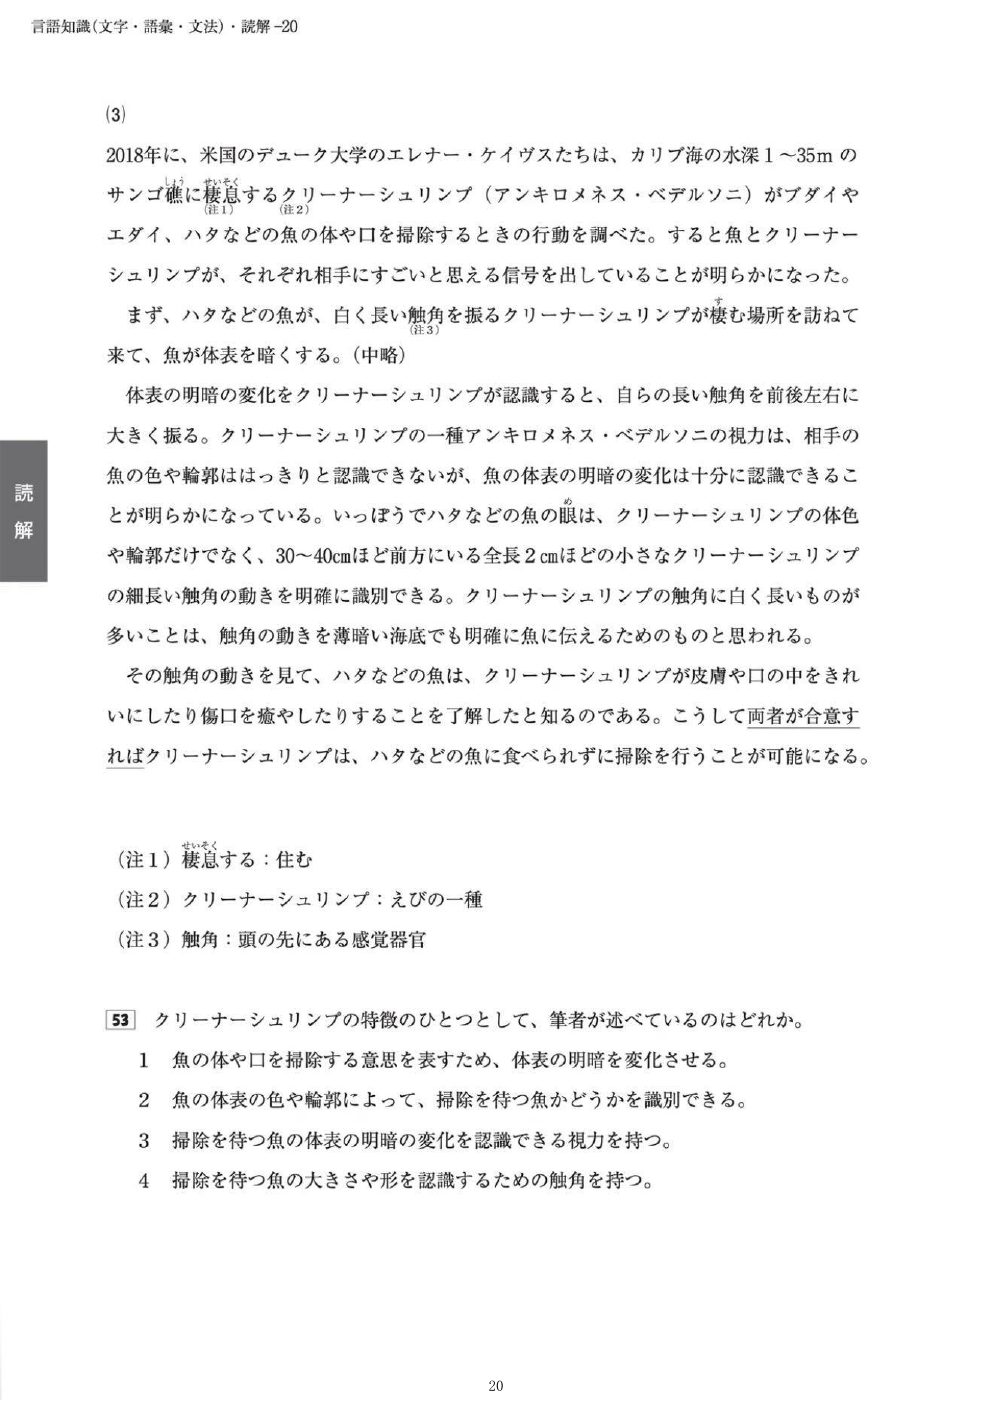 言語知識(文字・語彙・文法)・読解 –20
(3)
2018年に、米国のデューク大学のエレナー・ケイヴスたちは、カリブ海の水深1～35mの
サンゴ礁に棲息するクリーナーシュリンプ（アンキロメネス・ペデルソニ）がブダイや
しょう せいそく
(注1) (注2)
エダイ、ハタなどの魚の体や口を掃除するときの行動を調べた。すると魚とクリーナー
シュリンプが、それぞれ相手にすごいと思える信号を出していることが明らかになった。
まず、ハタなどの魚が、白く長い触角を振るクリーナーシュリンプが棲む場所を訪ねて
す
(注3)
来て、魚が体表を暗くする。（中略）
体表の明暗の変化をクリーナーシュリンプが認識すると、自らの長い触角を前後左右に
大きく振る。クリーナーシュリンプの一種アンキロメネス・ペデルソニの視力は、相手の
魚の色や輪郭ははっきりと認識できないが、魚の体表の明暗の変化は十分に認識できるこ
とが明らかになっている。いっぽうでハタなどの魚の眼は、クリーナーシュリンプの体色
め
や輪郭だけでなく、30～40cmほど前方にいる全長2cmほどの小さなクリーナーシュリンプ
の細長い触角の動きを明確に識別できる。クリーナーシュリンプの触角に白く長いものが
多いことは、触角の動きを薄暗い海底でも明確に魚に伝えるためのものと思われる。
その触角の動きを見て、ハタなどの魚は、クリーナーシュリンプが皮膚や口の中をきれ
いにしたり傷口を癒やしたりすることを了解したと知るのである。こうして両者が合意す
ればクリーナーシュリンプは、ハタなどの魚に食べられずに掃除を行うことが可能になる。
（注1）棲息する：住む
せいそく
（注2）クリーナーシュリンプ：えびの一種
（注3）触角：頭の先にある感覚器官
53 クリーナーシュリンプの特徴のひとつとして、筆者が述べているのはどれか。
1 魚の体や口を掃除する意思を表すため、体表の明暗を変化させる。
2 魚の体表の色や輪郭によって、掃除を待つ魚かどうかを識別できる。
3 掃除を待つ魚の体表の明暗の変化を認識できる視力を持つ。
4 掃除を待つ魚の大きさや形を認識するための触角を持つ。
読解
20